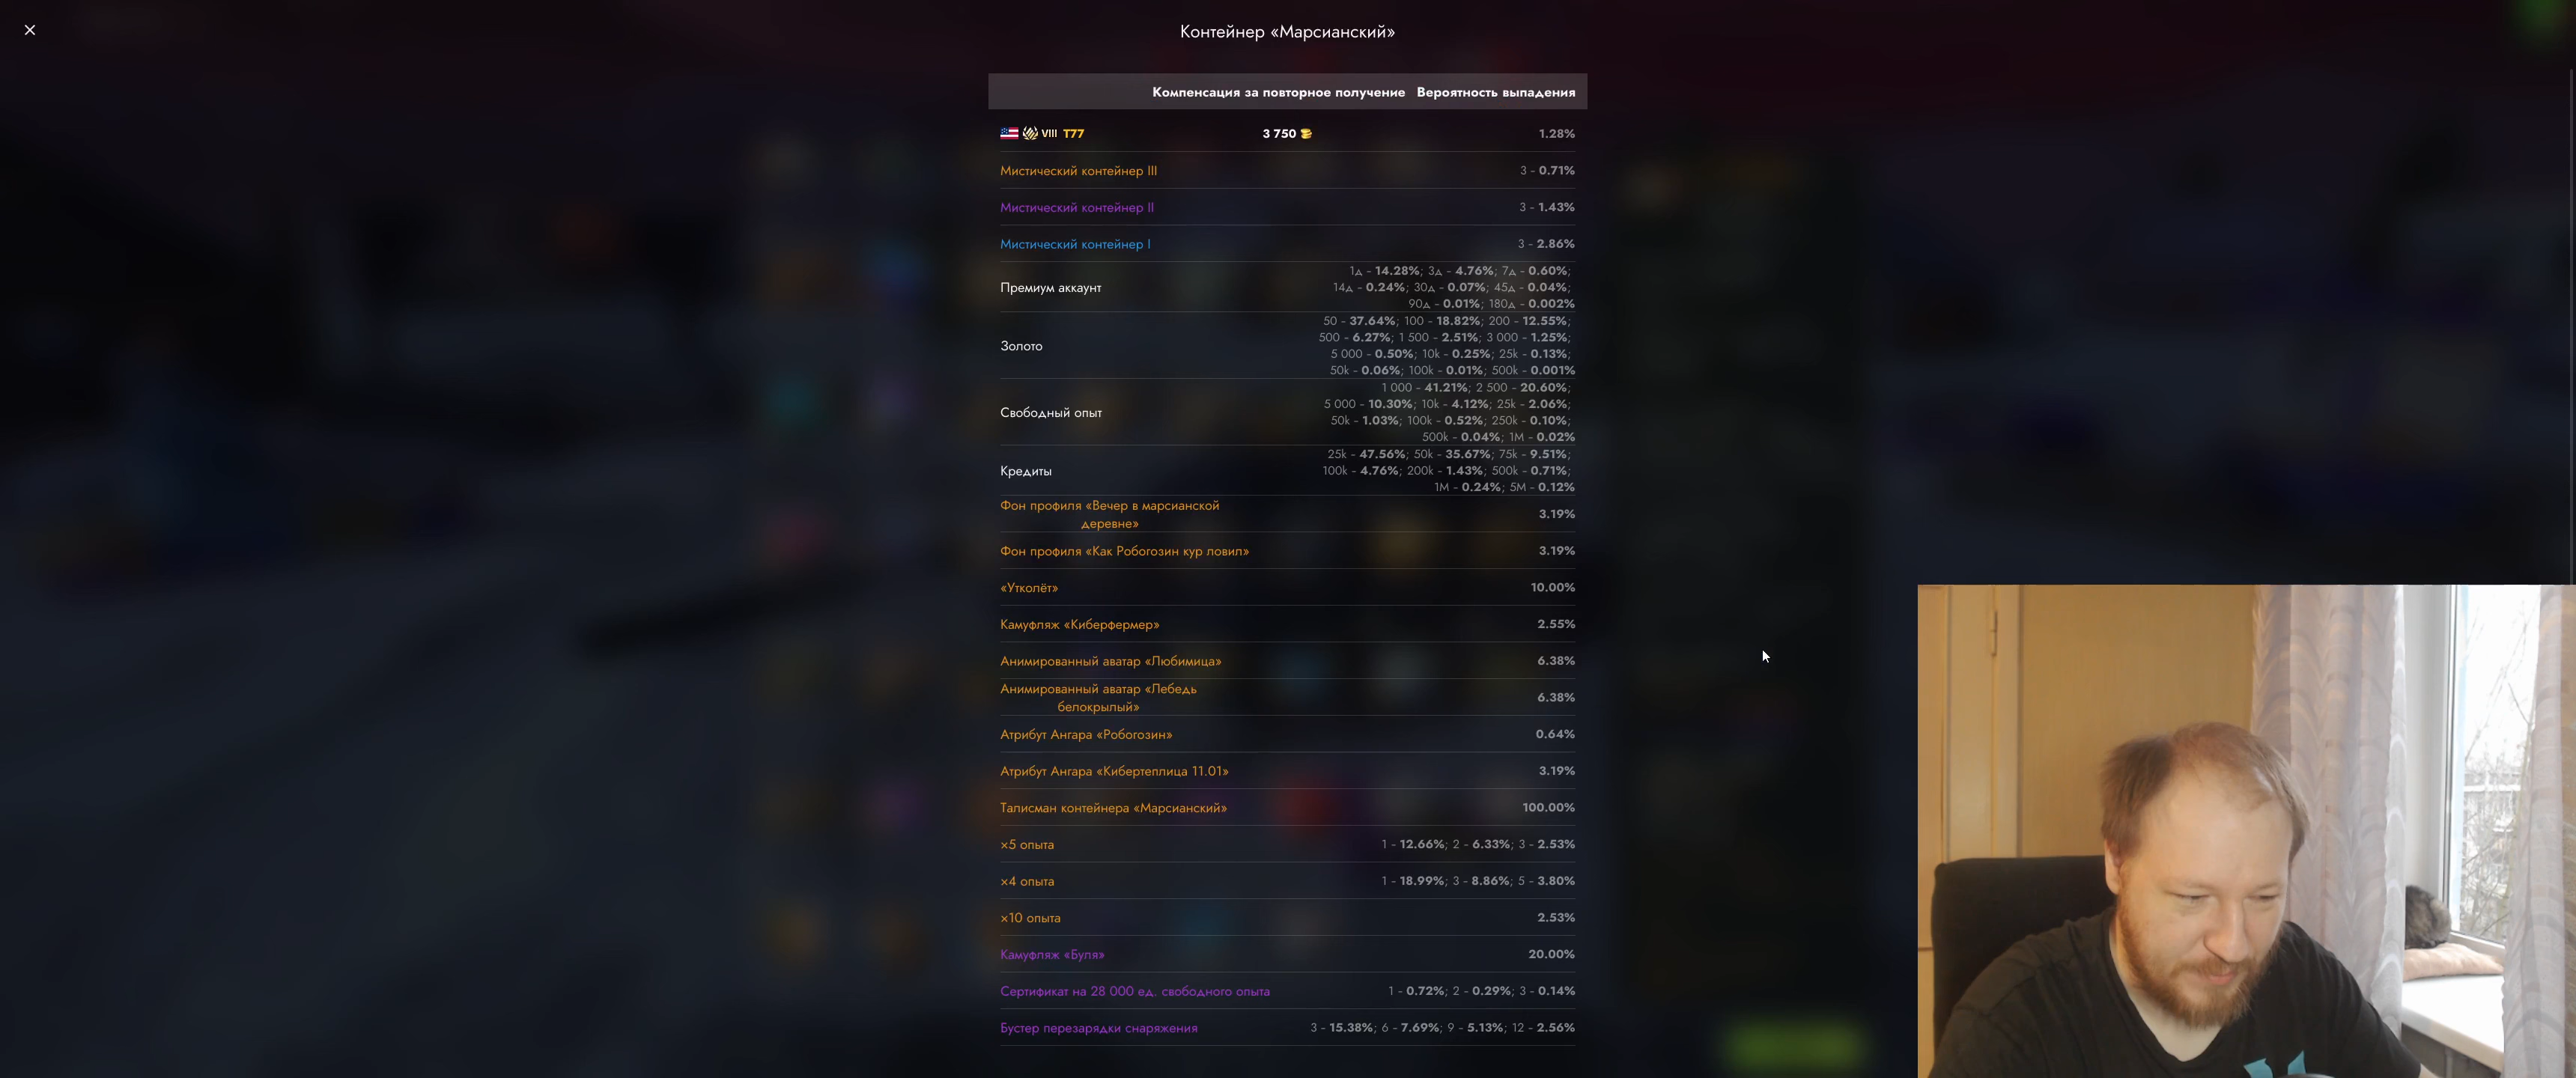 Контейнер «Марсианский»
Компенсация за повторное получение Вероятность выпадения
VIII T77 3 750 1.28%
Мистический контейнер III 3 - 0.71%
Мистический контейнер II 3 - 1.43%
Мистический контейнер I 3 - 2.86%
1д - 14.28%; 3д - 4.76%; 7д - 0.60%;
Премиум аккаунт 14д - 0.24%; 30д - 0.07%; 45д - 0.04%;
90д - 0.01%; 180д - 0.002%
50 - 37.64%; 100 - 18.82%; 200 - 12.55%;
500 - 6.27%; 1 500 - 2.51%; 3 000 - 1.25%;
Золото
5 000 - 0.50%; 10k - 0.25%; 25k - 0.13%;
50k - 0.06%; 100k - 0.01%; 500k - 0.001%
1 000 - 41.21%; 2 500 - 20.60%;
5 000 - 10.30%; 10k - 4.12%; 25k - 2.06%;
Свободный опыт
50k - 1.03%; 100k - 0.52%; 250k - 0.10%;
500k - 0.04%; 1M - 0.02%
25k - 47.56%; 50k - 35.67%; 75k - 9.51%;
Кредиты 100k - 4.76%; 200k - 1.43%; 500k - 0.71%;
1M - 0.24%; 5M - 0.12%
Фон профиля «Вечер в марсианской
деревне» 3.19%
Фон профиля «Как Робогозин кур ловил» 3.19%
«Утколёт» 10.00%
Камуфляж «Киберфермер» 2.55%
Анимированный аватар «Любимица» 6.38%
Анимированный аватар «Лебедь
белокрылый» 6.38%
Атрибут Ангара «Робогозин» 0.64%
Атрибут Ангара «Кибертеплица 11.01» 3.19%
Талисман контейнера «Марсианский» 100.00%
×5 опыта 1 - 12.66%; 2 - 6.33%; 3 - 2.53%
×4 опыта 1 - 18.99%; 3 - 8.86%; 5 - 3.80%
×10 опыта 2.53%
Камуфляж «Буля» 20.00%
Сертификат на 28 000 ед. свободного опыта 1 - 0.72%; 2 - 0.29%; 3 - 0.14%
Бустер перезарядки снаряжения 3 - 15.38%; 6 - 7.69%; 9 - 5.13%; 12 - 2.56%